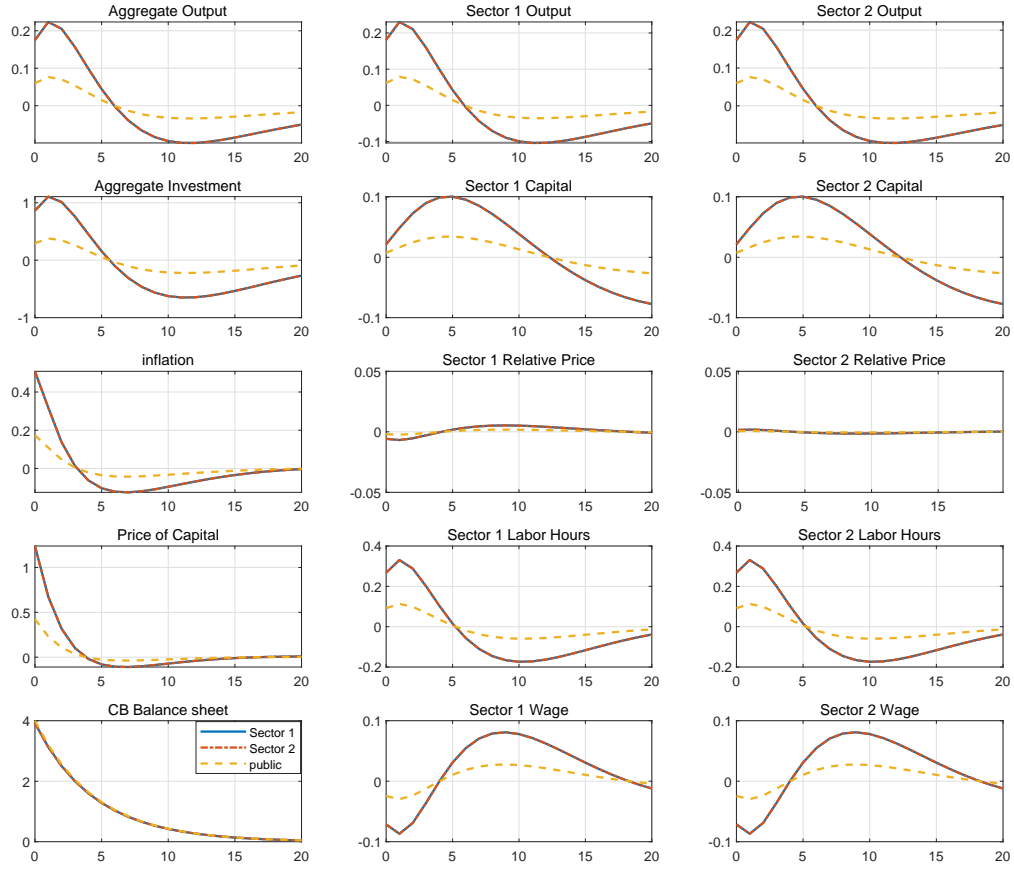 Aggregate Output
0.2
0.1
0
0 5 10 15 20
Sector 1 Output
0.2
0.1
0
-0.1
0 5 10 15 20
Sector 2 Output
0.2
0.1
0
0 5 10 15 20
Aggregate Investment
1
0
-1
0 5 10 15 20
Sector 1 Capital
0.1
0
-0.1
0 5 10 15 20
Sector 2 Capital
0.1
0
-0.1
0 5 10 15 20
inflation
0.4
0.2
0
0 5 10 15 20
Sector 1 Relative Price
0.05
0
-0.05
0 5 10 15 20
Sector 2 Relative Price
0.05
0
-0.05
0 5 10 15
Price of Capital
1
0.5
0
0 5 10 15 20
Sector 1 Labor Hours
0.4
0.2
0
-0.2
0 5 10 15 20
Sector 2 Labor Hours
0.4
0.2
0
-0.2
0 5 10 15 20
CB Balance sheet
4
2
0
0 5 10 15 20
Sector 1
Sector 2
public
Sector 1 Wage
0.1
0
-0.1
0 5 10 15 20
Sector 2 Wage
0.1
0
-0.1
0 5 10 15 20